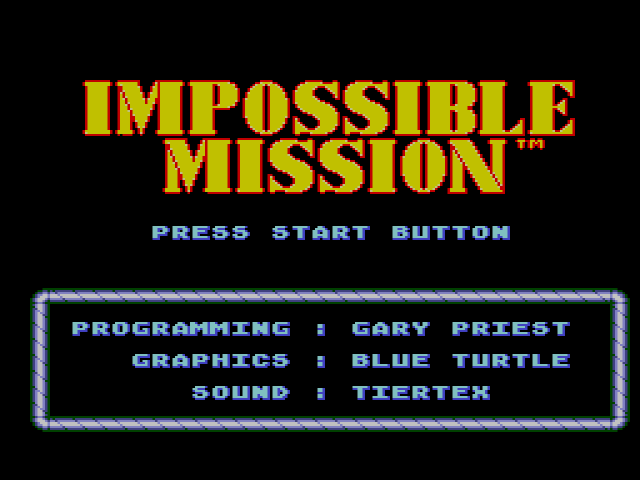 IMPOSSIBLE
MISSION™
PRESS START BUTTON
PROGRAMMING : GARY PRIEST
GRAPHICS : BLUE TURTLE
SOUND : TIERTEX